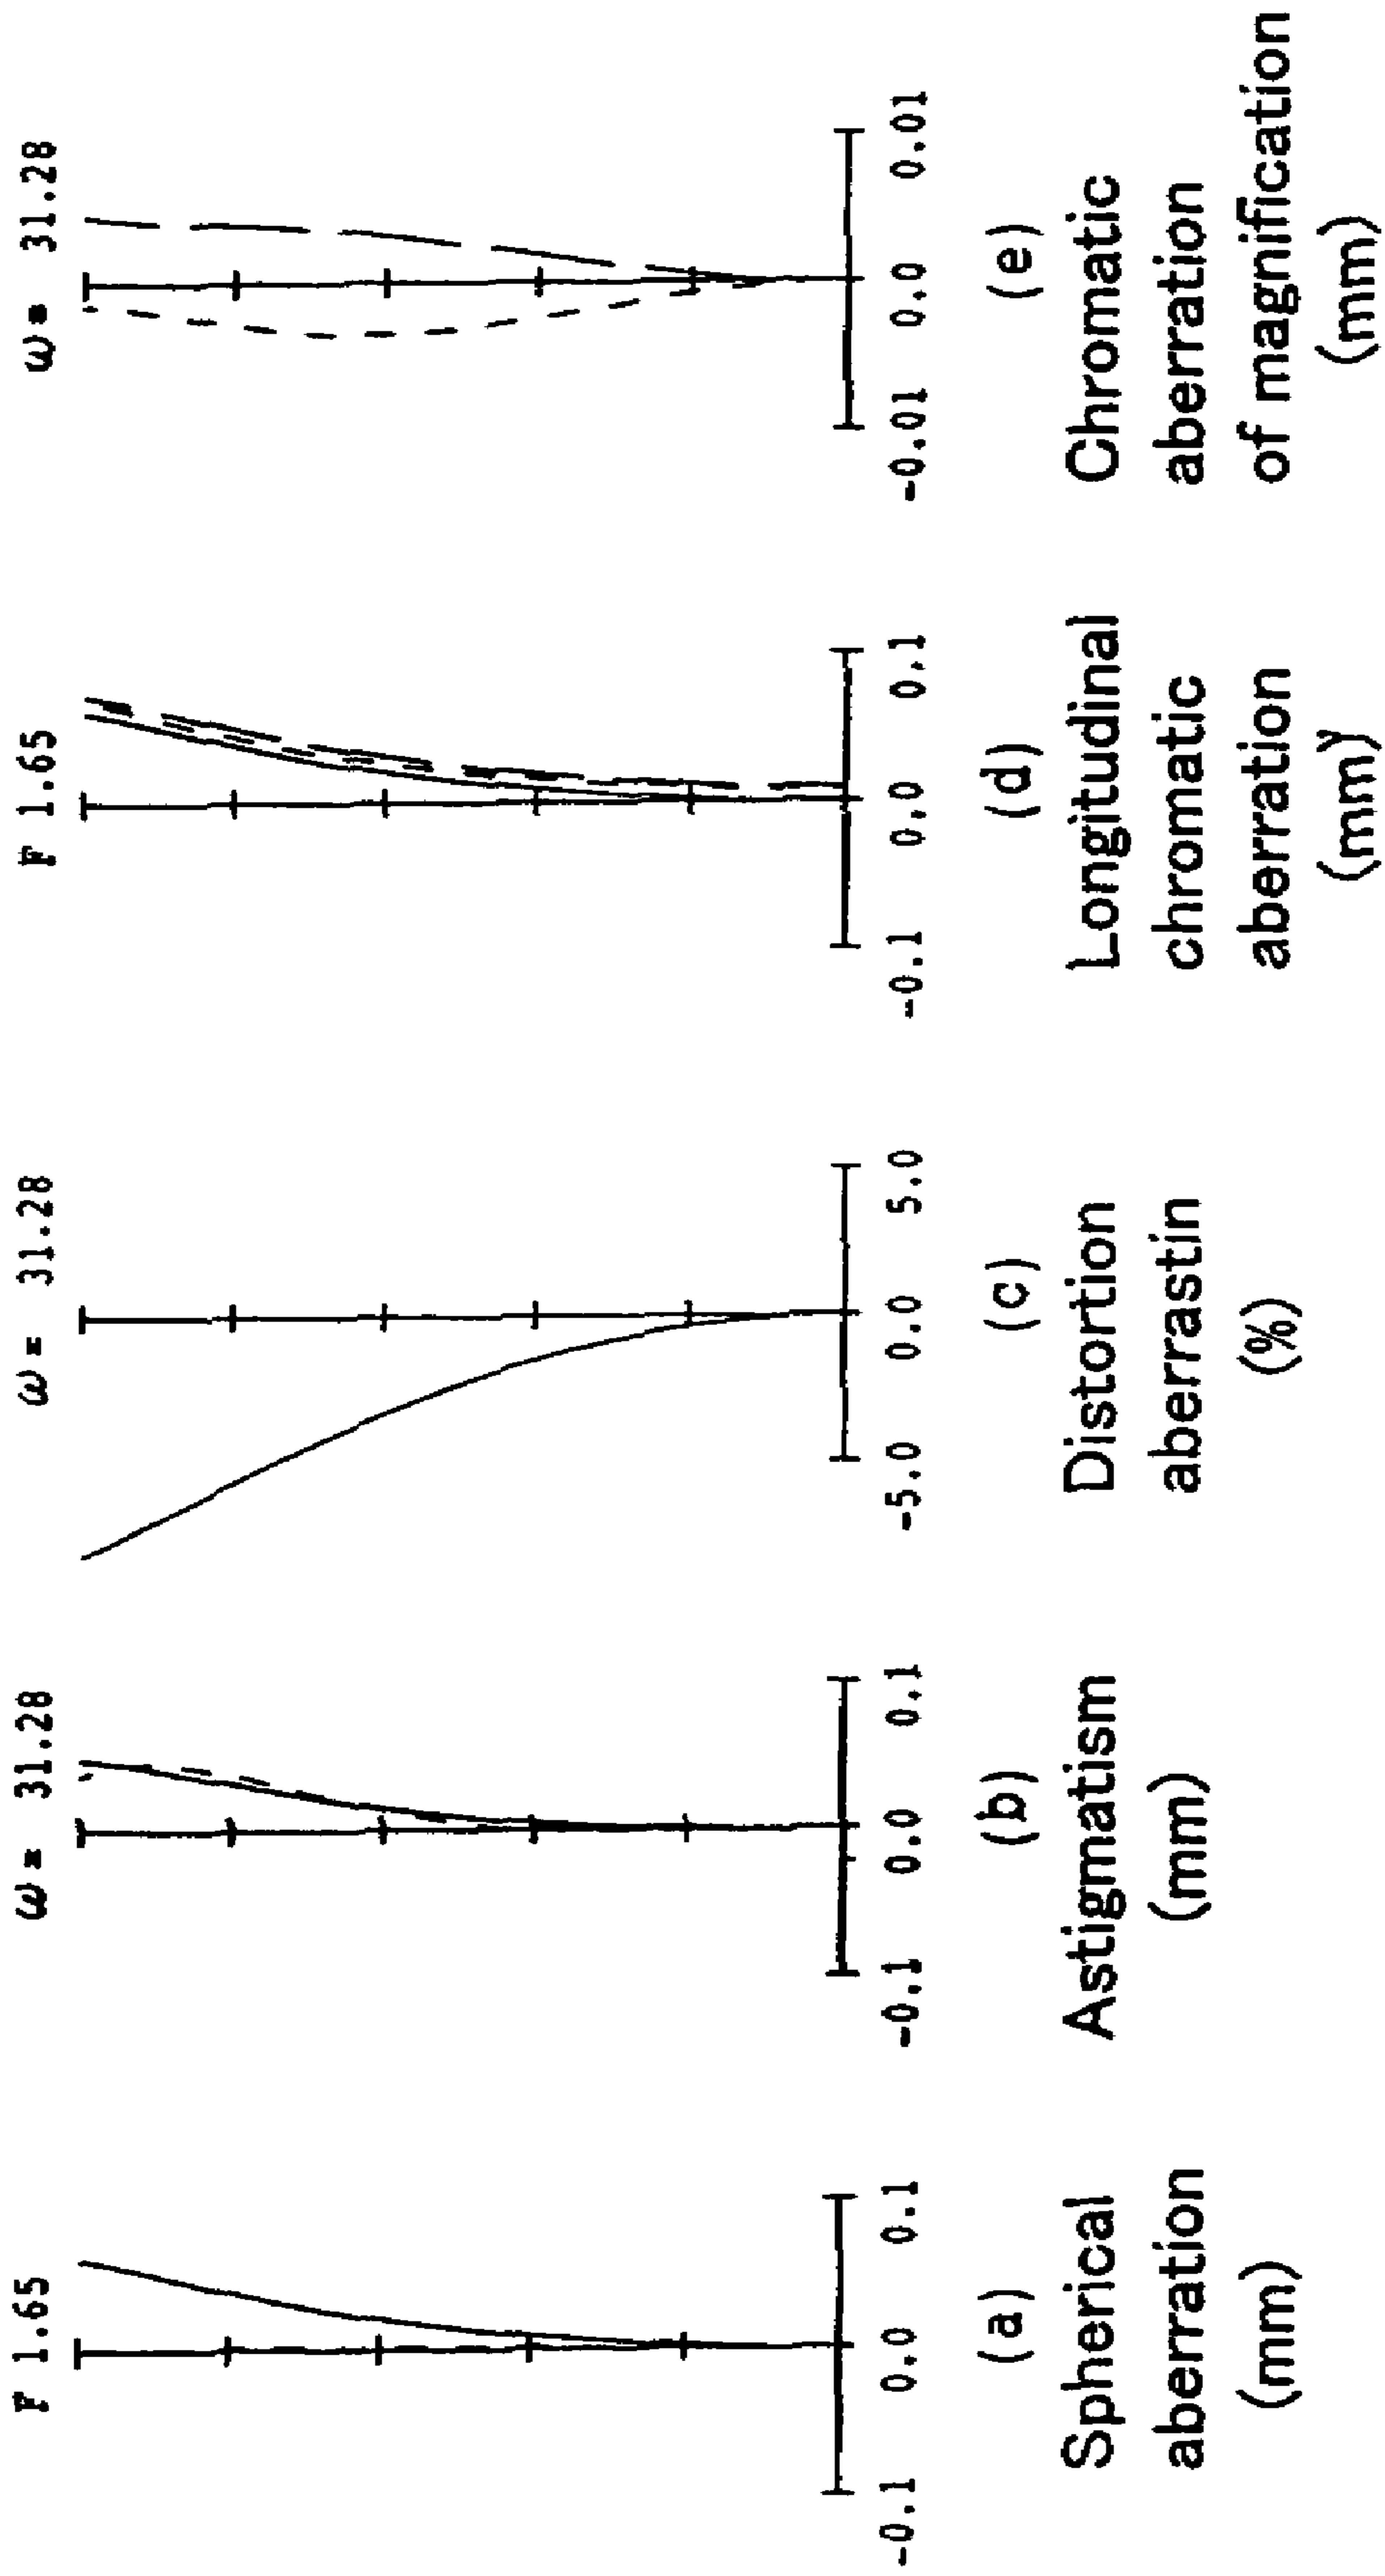 F 1.65
-0.1 0.0 0.1
(a)
Spherical
aberration
(mm)
ω= 31.28
-0.1 0.0 0.1
(b)
Astigmatism
(mm)
ω= 31.28
-5.0 0.0 5.0
(c)
Distortion
aberrastin
(%)
F 1.65
-0.1 0.0 0.1
(d)
Longitudinal
chromatic
aberration
(mm)
ω= 31.28
-0.01 0.0 0.01
(e)
Chromatic
aberration
of magnification
(mm)